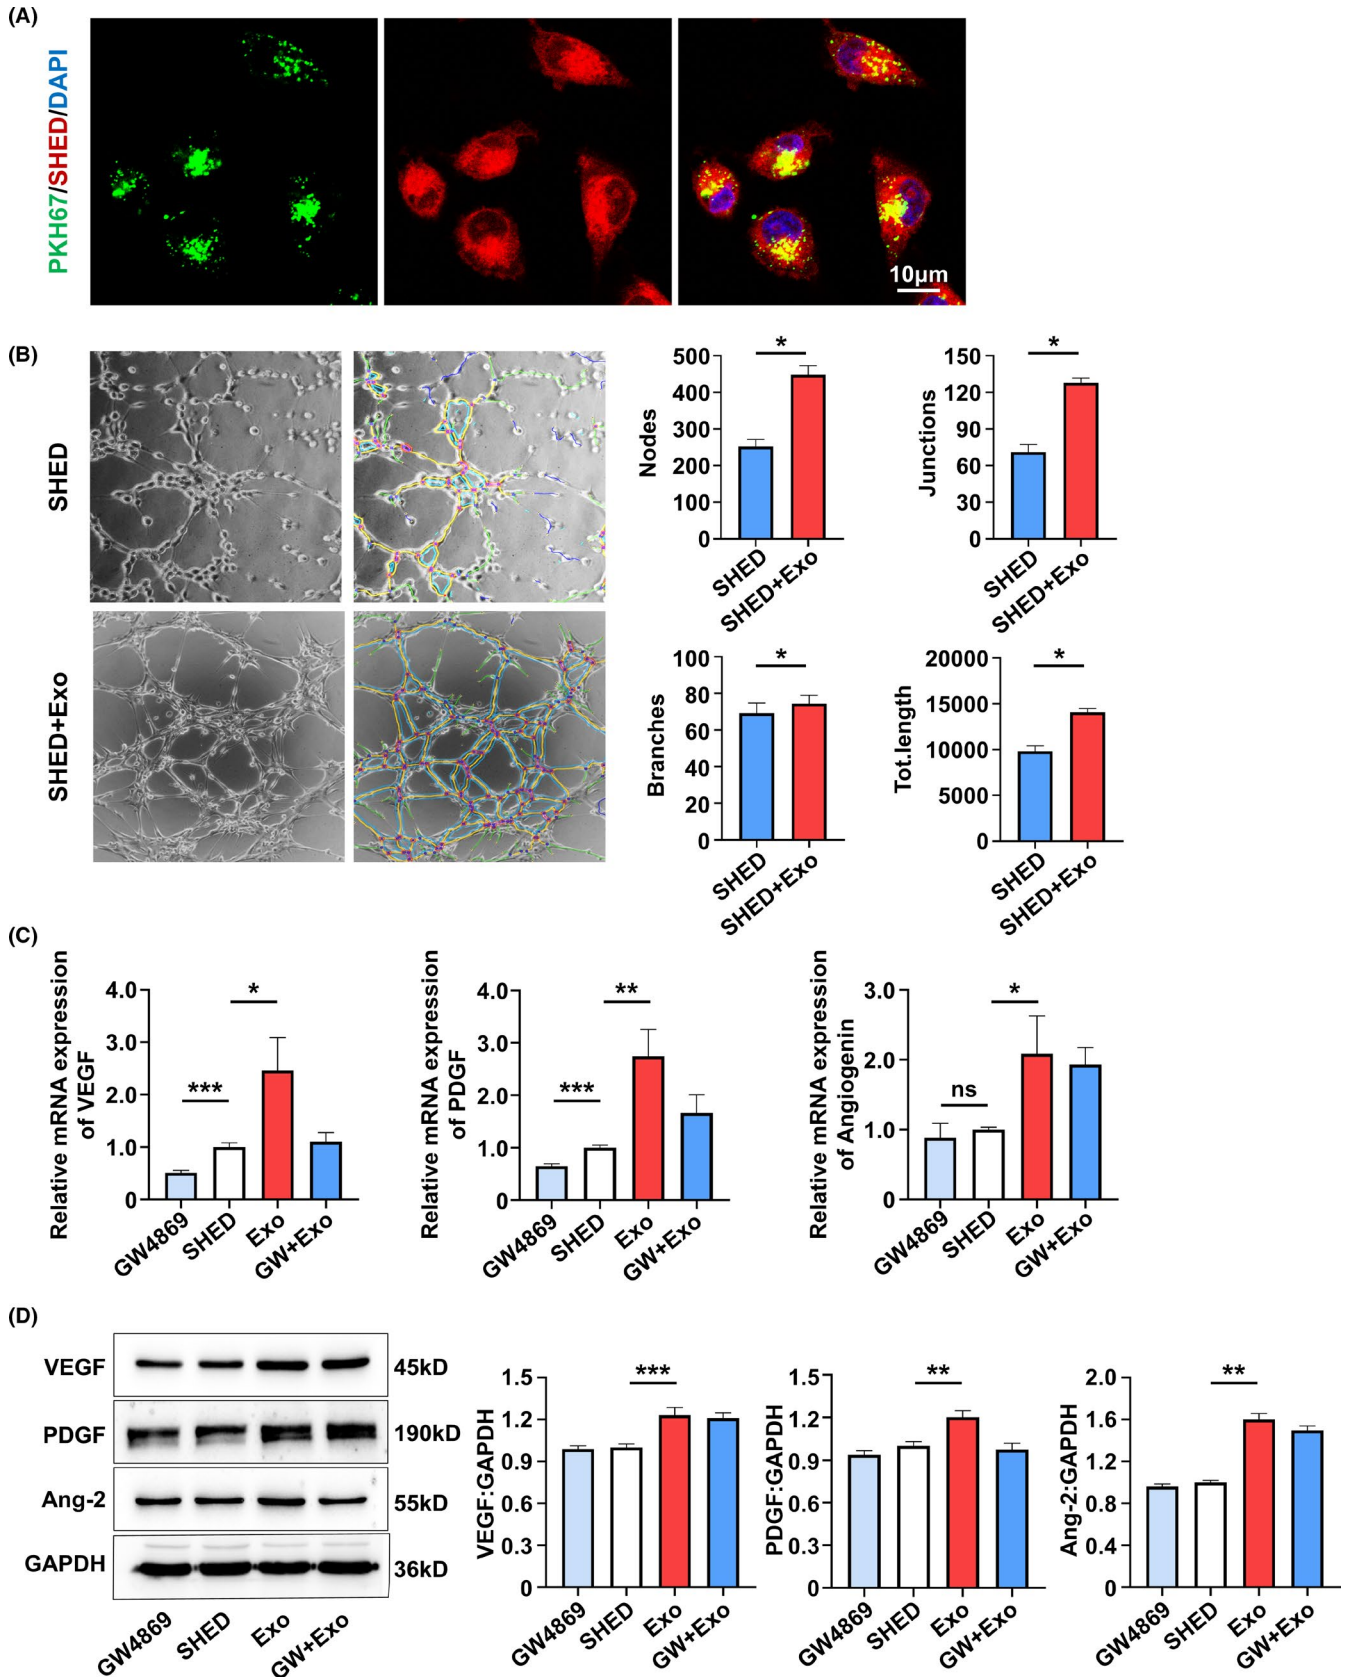 (A)
PKH67/SHED/DAPI
10μm
(B)
SHED
SHED+Exo
Nodes
500
400
300
200
100
0
*
SHED
SHED+Exo
Junctions
150
120
90
60
30
0
*
SHED
SHED+Exo
Branches
100
80
60
40
20
0
*
SHED
SHED+Exo
Tot.length
20000
15000
10000
5000
0
*
SHED
SHED+Exo
(C)
Relative mRNA expression
of VEGF
4.0
3.0
2.0
1.0
0
***
*
GW4869
SHED
Exo
GW+Exo
Relative mRNA expression
of PDGF
4.0
3.0
2.0
1.0
0
***
**
GW4869
SHED
Exo
GW+Exo
Relative mRNA expression
of Angiogenin
3.0
2.0
1.0
0
ns
*
GW4869
SHED
Exo
GW+Exo
(D)
VEGF 45kD
PDGF 190kD
Ang-2 55kD
GAPDH 36kD
GW4869
SHED
Exo
GW+Exo
VEGF:GAPDH
1.5
1.2
0.9
0.6
0.3
0
***
GW4869
SHED
Exo
GW+Exo
PDGF:GAPDH
1.5
1.2
0.9
0.6
0.3
0
**
GW4869
SHED
Exo
GW+Exo
Ang-2:GAPDH
2.0
1.6
1.2
0.8
0.4
0
**
GW4869
SHED
Exo
GW+Exo